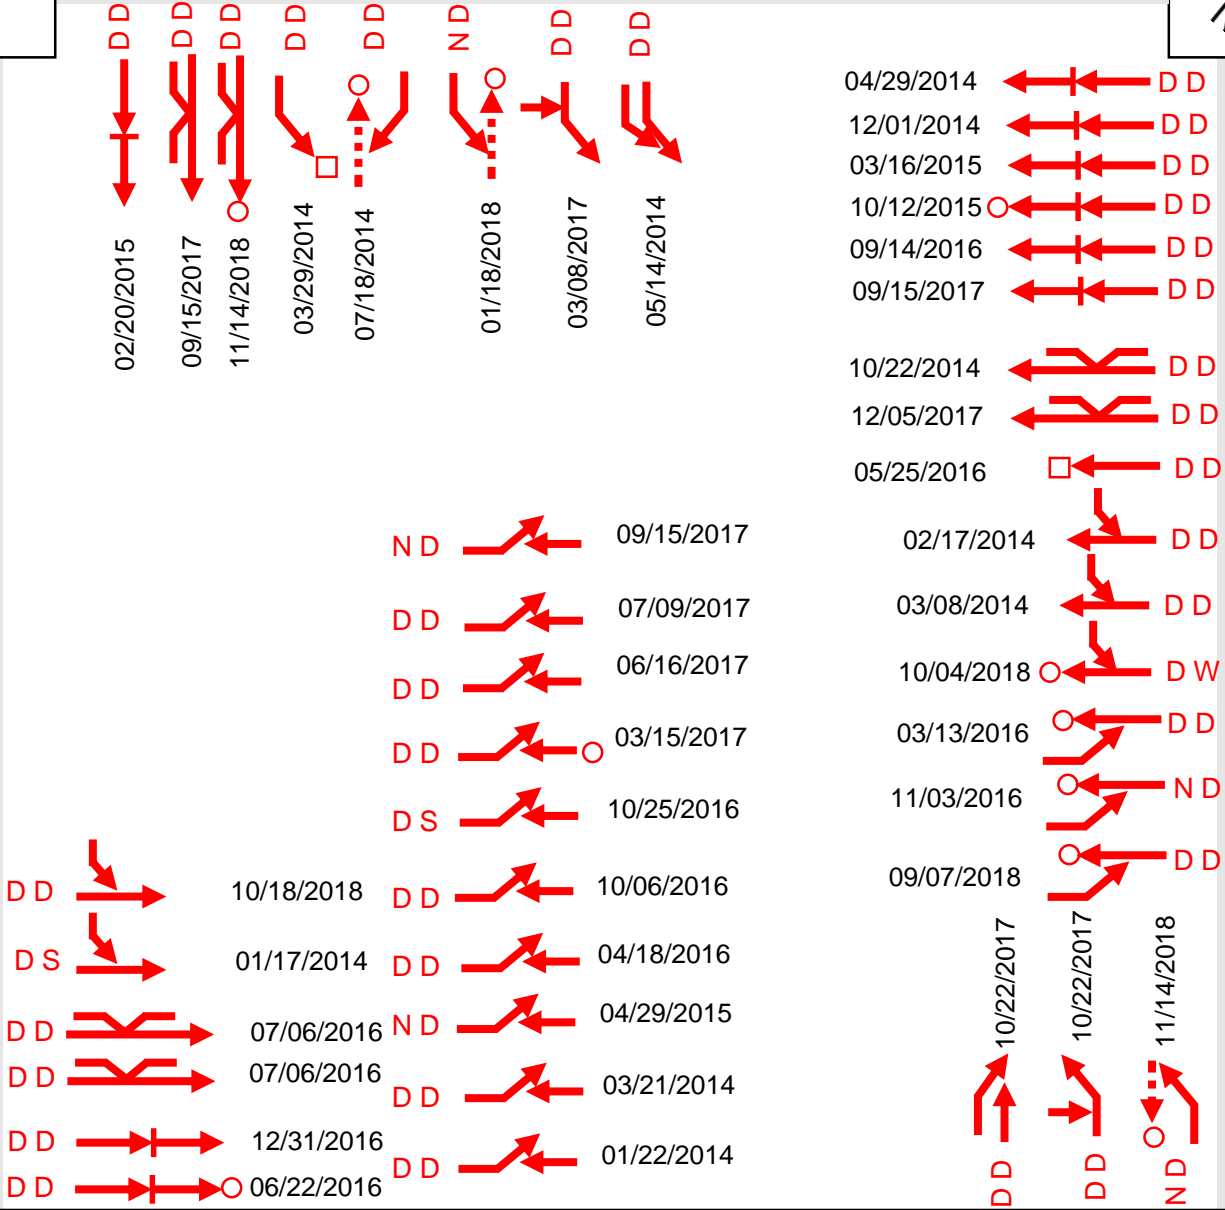 D D
D D
D D
D D
D D
N D
D D
D D
02/20/2015
09/15/2017
11/14/2018
03/29/2014
07/18/2014
01/18/2018
03/08/2017
05/14/2014
04/29/2014 D D
12/01/2014 D D
03/16/2015 D D
10/12/2015 D D
09/14/2016 D D
09/15/2017 D D
10/22/2014 D D
12/05/2017 D D
05/25/2016 D D
02/17/2014 D D
03/08/2014 D D
10/04/2018 D W
03/13/2016 D D
11/03/2016 N D
09/07/2018 D D
N D 09/15/2017
D D 07/09/2017
D D 06/16/2017
D D 03/15/2017
D S 10/25/2016
D D 10/06/2016
D D 04/18/2016
N D 04/29/2015
D D 03/21/2014
D D 01/22/2014
D D 10/18/2018
D S 01/17/2014
D D 07/06/2016
D D 07/06/2016
D D 12/31/2016
D D 06/22/2016
10/22/2017
10/22/2017
11/14/2018
D D
D D
N D